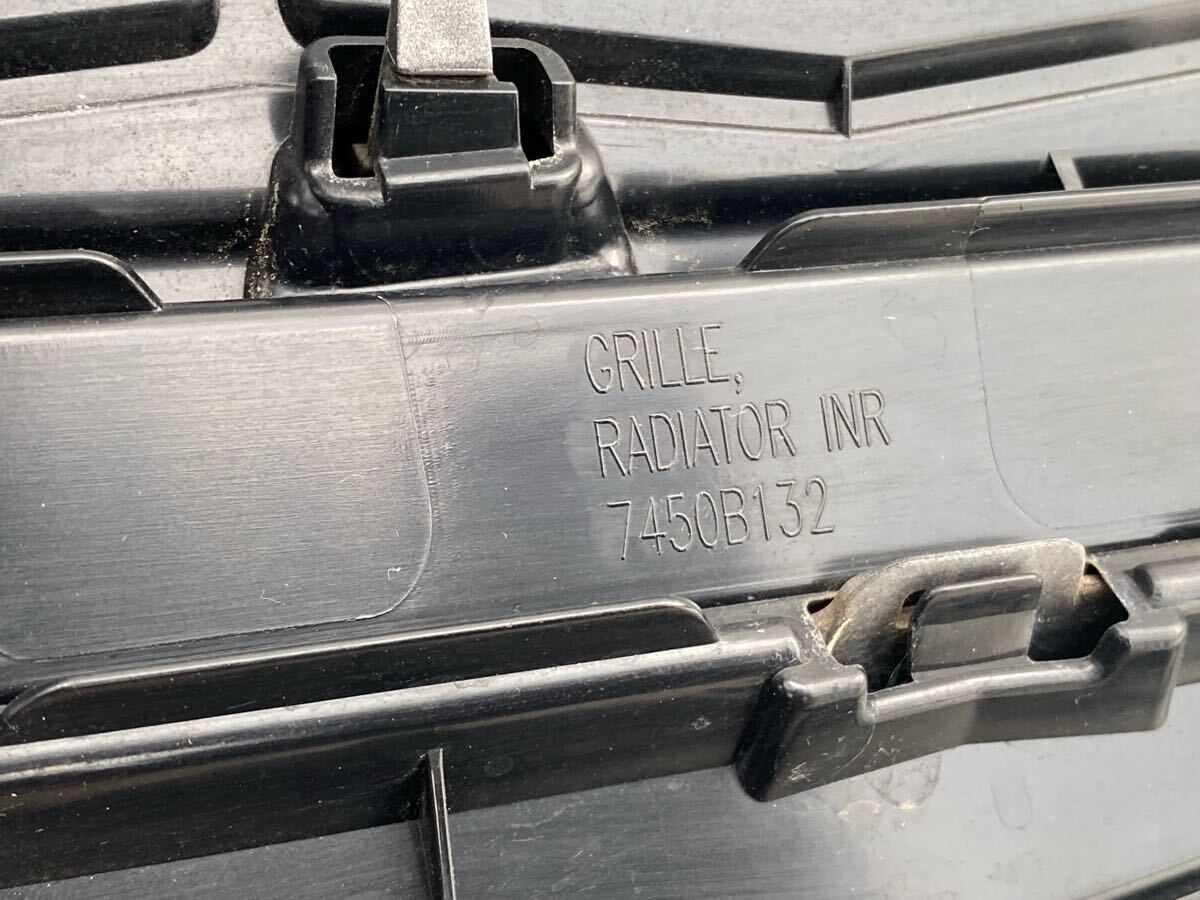 GRILLE,
RADIATOR INR
7450B132